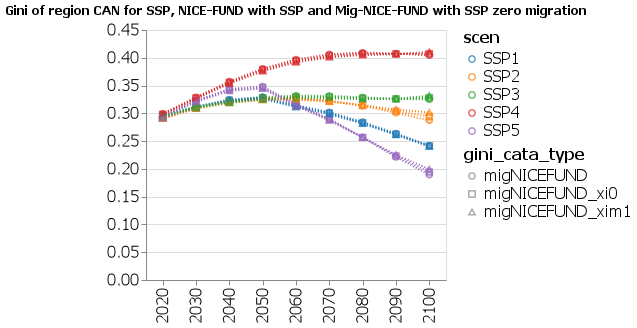 Gini of region CAN for SSP, NICE-FUND with SSP and Mig-NICE-FUND with SSP zero migration
0.45
0.40
0.35
0.30
0.25
0.20
0.15
0.10
0.05
0.00
2020
2030
2040
2050
2060
2070
2080
2090
2100
scen
SSP1
SSP2
SSP3
SSP4
SSP5
gini_cata_type
migNICEFUND
migNICEFUND_xi0
migNICEFUND_xim1